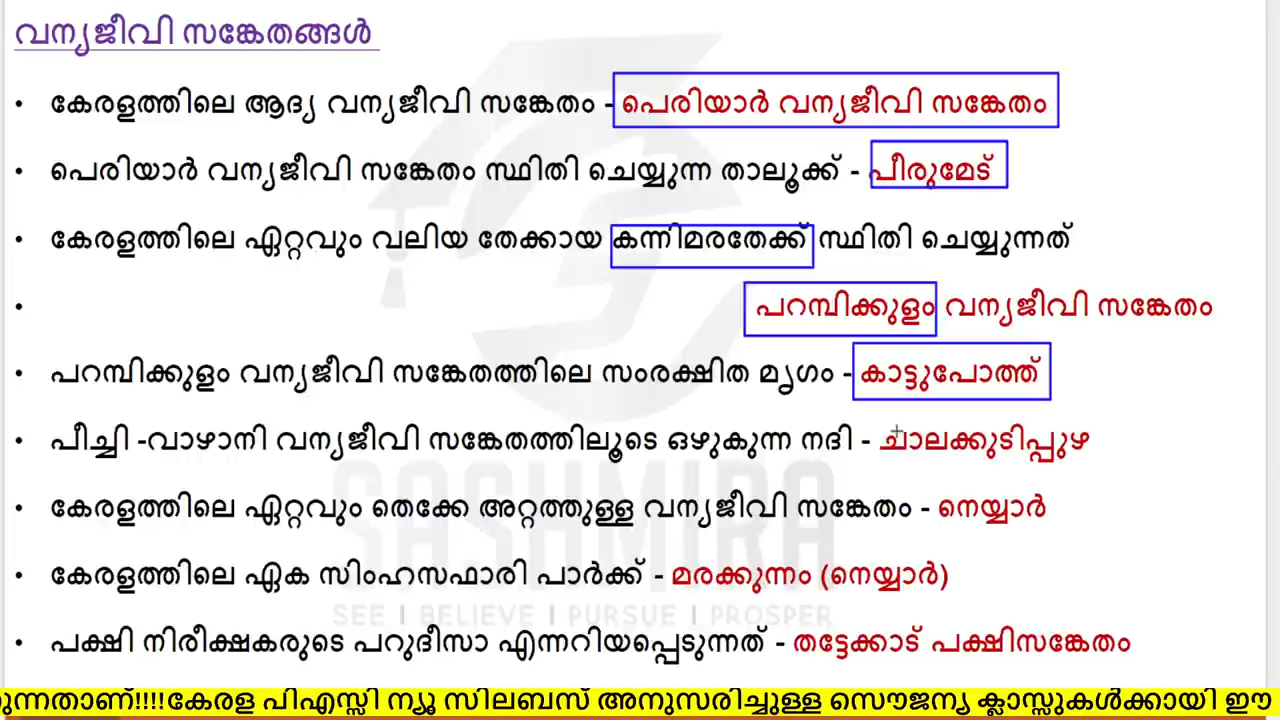 വന്യജീവി സങ്കേതങ്ങൾ
• കേരളത്തിലെ ആദ്യ വന്യജീവി സങ്കേതം - പെരിയാർ വന്യജീവി സങ്കേതം
• പെരിയാർ വന്യജീവി സങ്കേതം സ്ഥിതി ചെയ്യുന്ന താലൂക്ക് - പീരുമേട്
• കേരളത്തിലെ ഏറ്റവും വലിയ തേക്കായ കന്നിമരതേക്ക് സ്ഥിതി ചെയ്യുന്നത്
• പറമ്പിക്കുളം വന്യജീവി സങ്കേതം
• പറമ്പിക്കുളം വന്യജീവി സങ്കേതത്തിലെ സംരക്ഷിത മൃഗം - കാട്ടുപോത്ത്
• പീച്ചി -വാഴാനി വന്യജീവി സങ്കേതത്തിലൂടെ ഒഴുകുന്ന നദി - ചാലക്കുടിപ്പുഴ
• കേരളത്തിലെ ഏറ്റവും തെക്കേ അറ്റത്തുള്ള വന്യജീവി സങ്കേതം - നെയ്യാർ
• കേരളത്തിലെ ഏക സിംഹസഫാരി പാർക്ക് - മരക്കുന്നം (നെയ്യാർ)
• പക്ഷി നിരീക്ഷകരുടെ പറുദീസാ എന്നറിയപ്പെടുന്നത് - തട്ടേക്കാട് പക്ഷിസങ്കേതം
SASHMIRA
SEE | BELIEVE | PURSUE | PROSPER
ുന്നതാണ്!!!!കേരള പിഎസ്സി ന്യൂ സിലബസ് അനുസരിച്ചുള്ള സൌജന്യ ക്ലാസ്സുകൾക്കായി ഈ